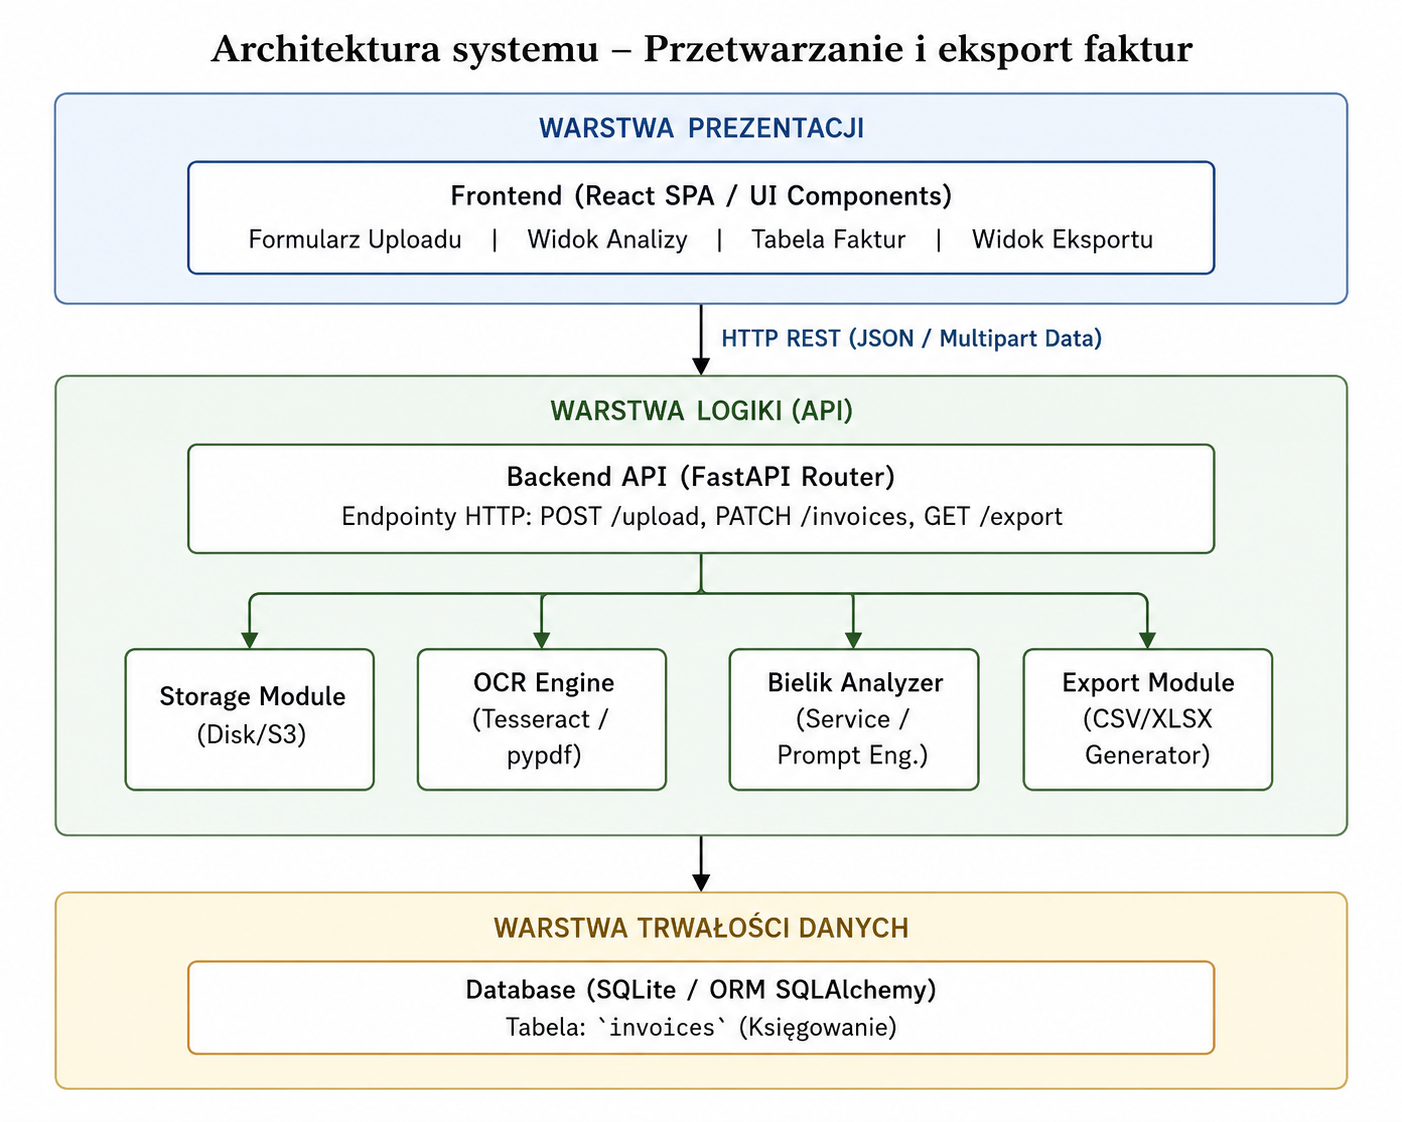 Architektura systemu – Przetwarzanie i eksport faktur
WARSTWA PREZENTACJI
Frontend (React SPA / UI Components)
Formularz Uploadu | Widok Analizy | Tabela Faktur | Widok Eksportu
HTTP REST (JSON / Multipart Data)
WARSTWA LOGIKI (API)
Backend API (FastAPI Router)
Endpointy HTTP: POST /upload, PATCH /invoices, GET /export
Storage Module
(Disk/S3)
OCR Engine
(Tesseract /
pypdf)
Bielik Analyzer
(Service /
Prompt Eng.)
Export Module
(CSV/XLSX
Generator)
WARSTWA TRWAŁOŚCI DANYCH
Database (SQLite / ORM SQLAlchemy)
Tabela: `invoices` (Księgowanie)